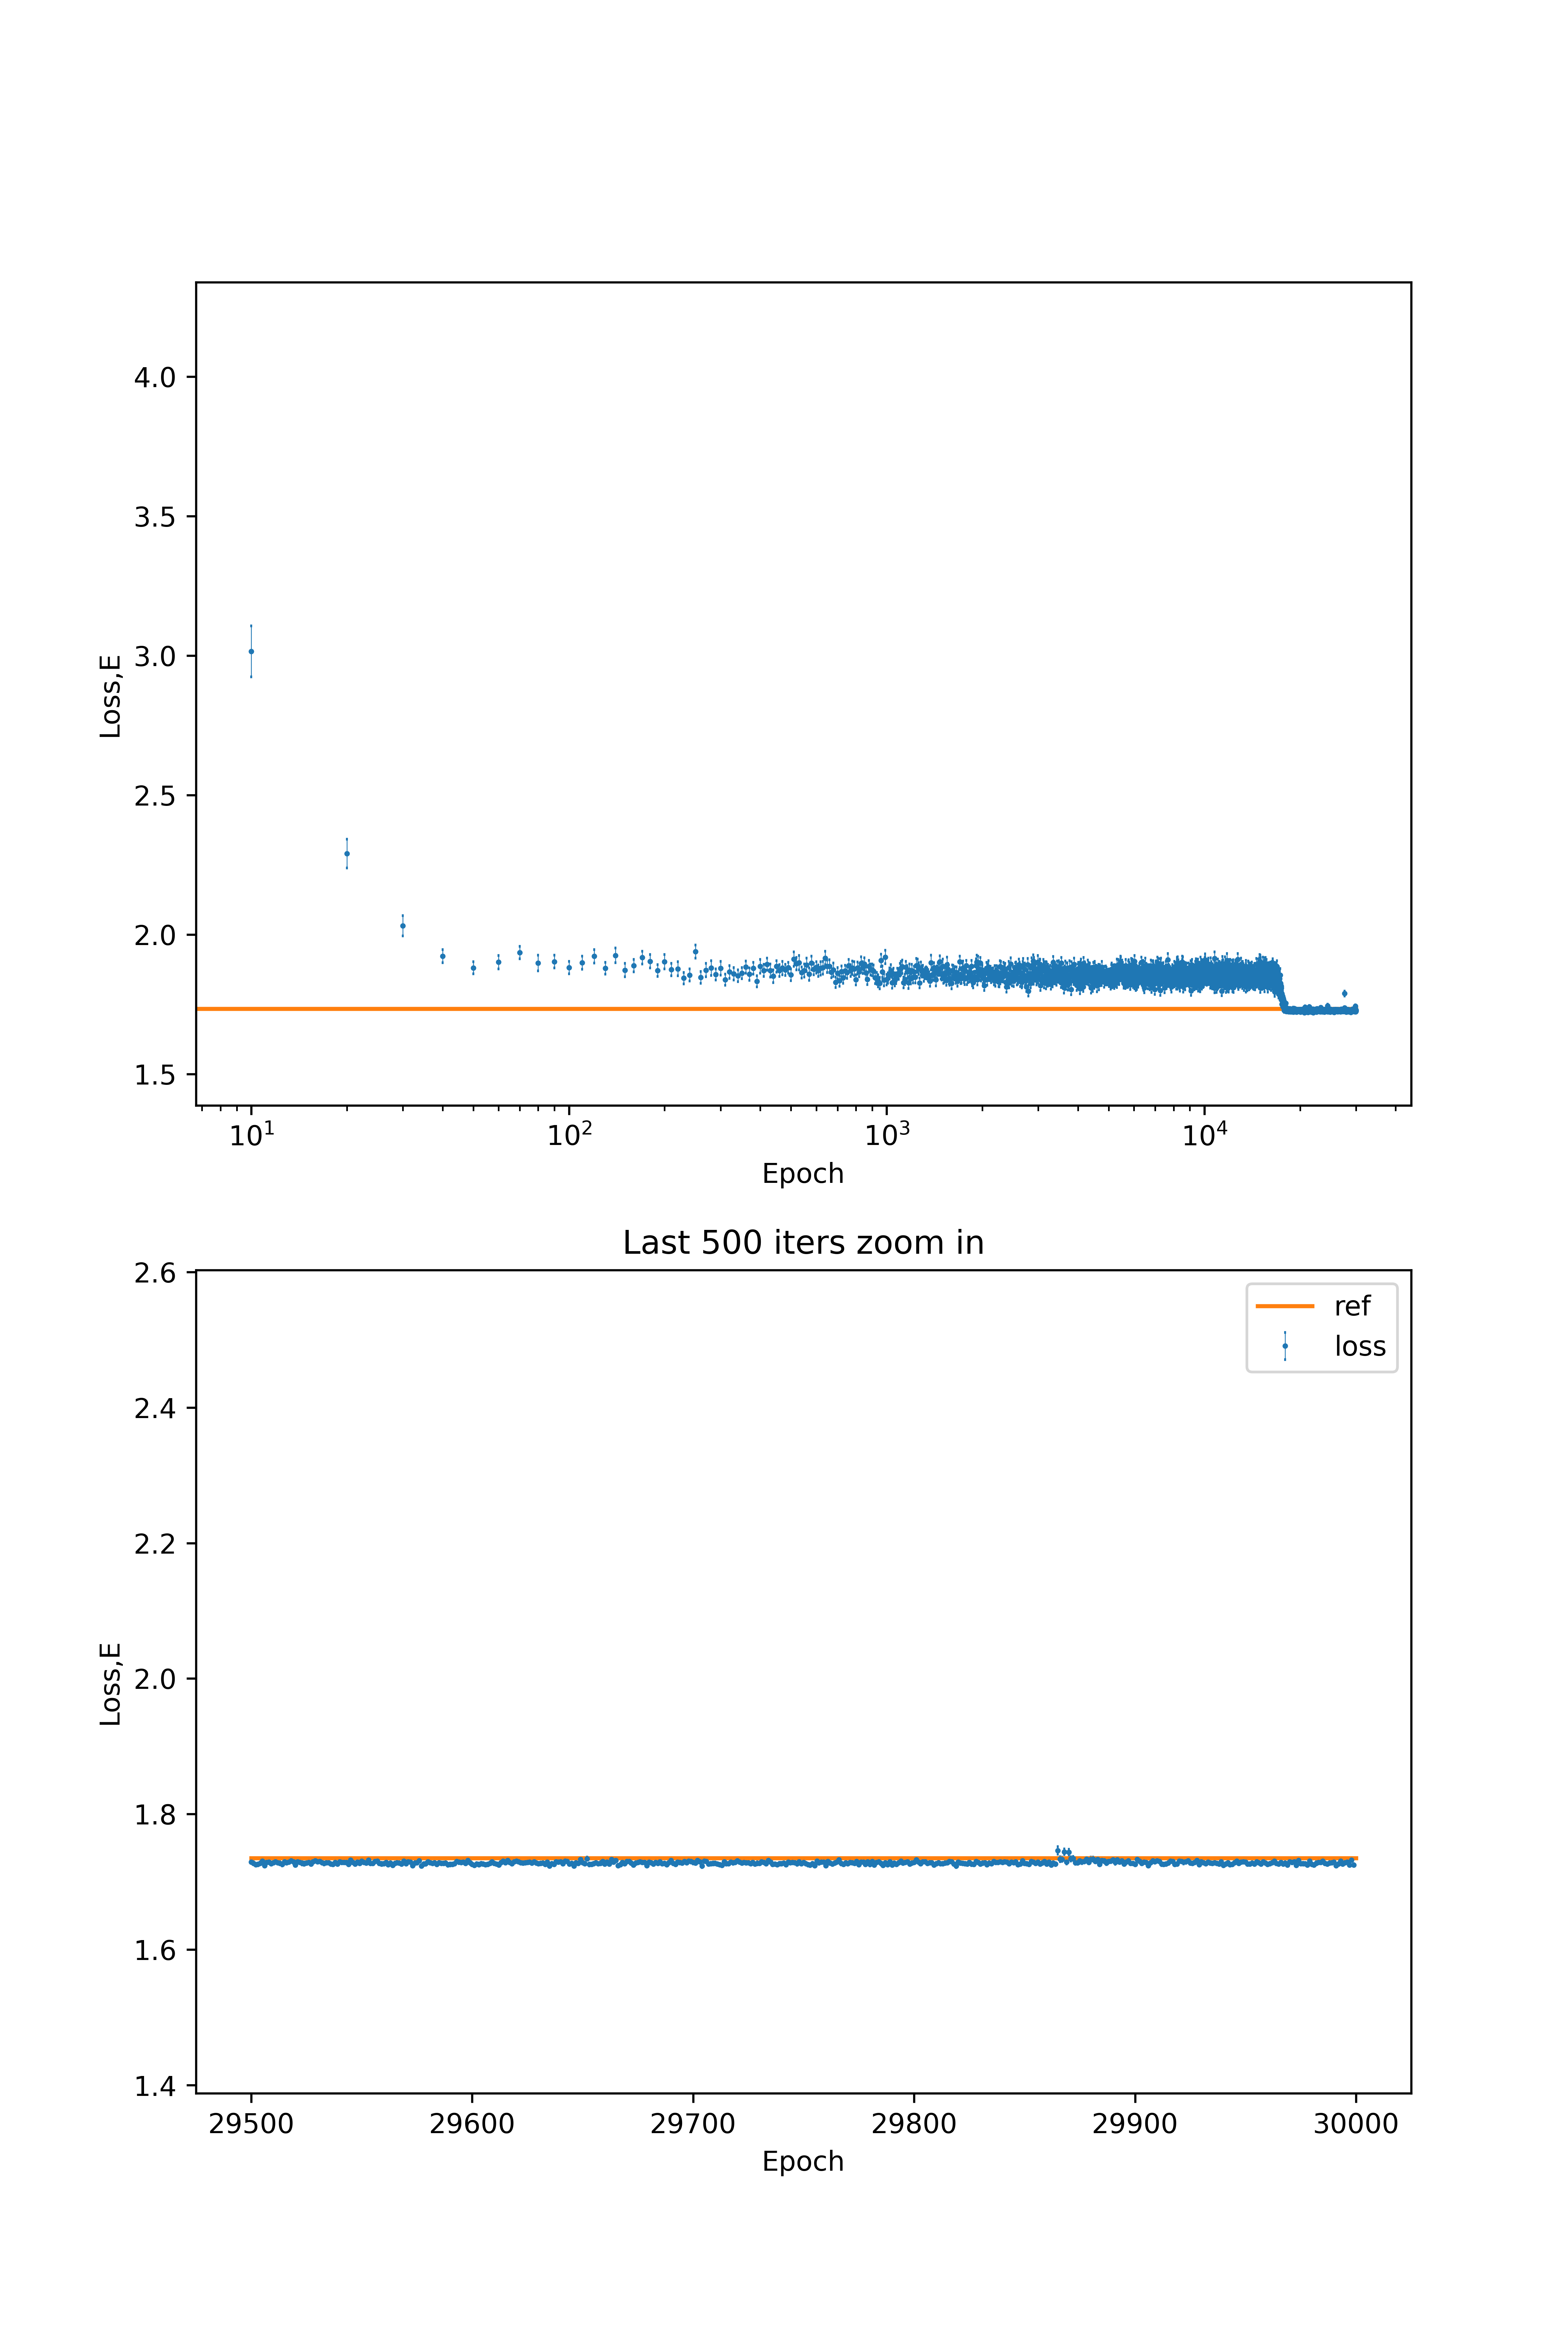 4.0
3.5
3.0
2.5
2.0
1.5
Loss,E
10¹ 10² 10³ 10⁴
Epoch
Last 500 iters zoom in
ref
loss
2.6
2.4
2.2
2.0
1.8
1.6
1.4
Loss,E
29500 29600 29700 29800 29900 30000
Epoch